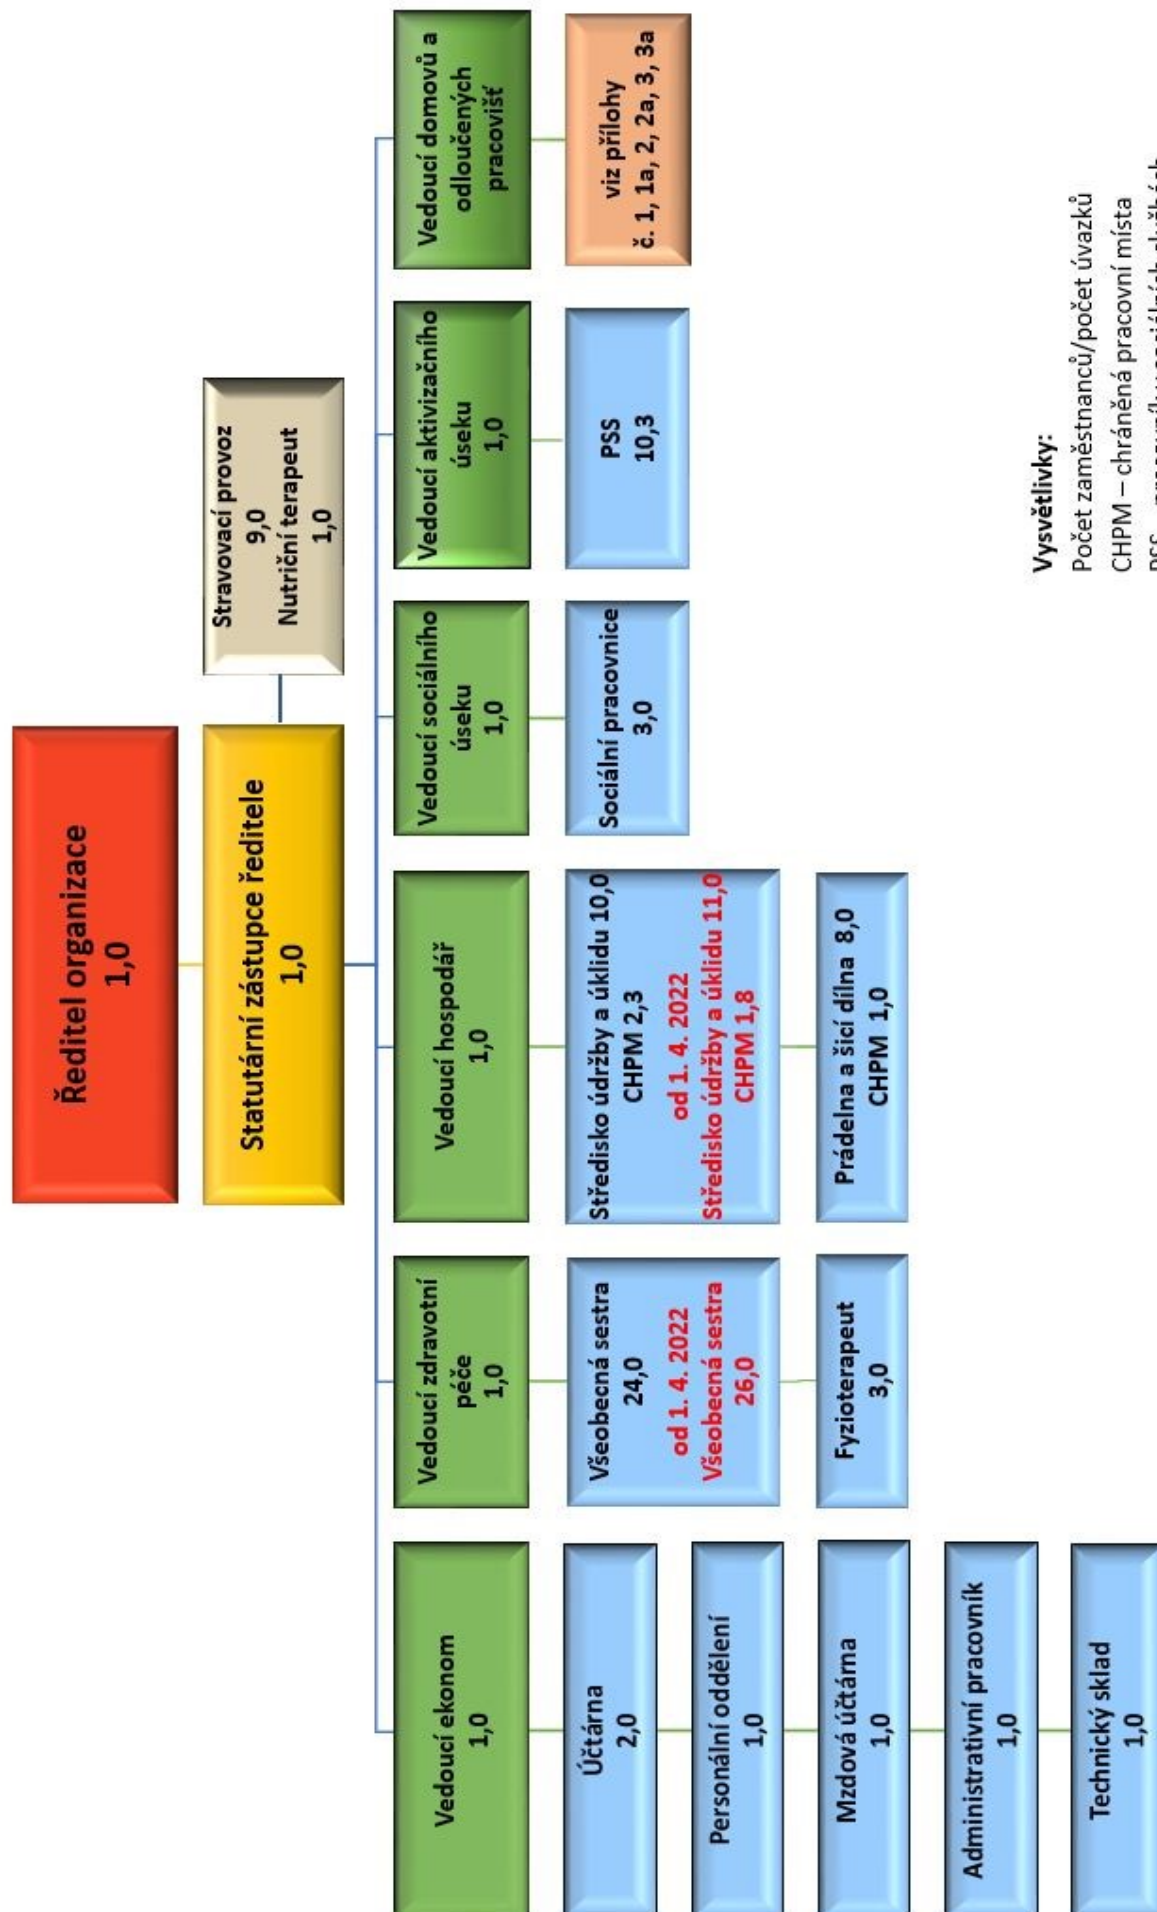 Ředitel organizace
1,0
Statutární zástupce ředitele
1,0
Stravovací provoz
9,0
Nutriční terapeut
1,0
Vedoucí ekonom
1,0
Účtárna
2,0
Personální oddělení
1,0
Mzdová účtárna
1,0
Administrativní pracovník
1,0
Technický sklad
1,0
Vedoucí zdravotní
péče
1,0
Všeobecná sestra
24,0
od 1. 4. 2022
Všeobecná sestra
26,0
Fyzioterapeut
3,0
Vedoucí hospodář
1,0
Středisko údržby a úklidu 10,0
CHPM 2,3
od 1. 4. 2022
Středisko údržby a úklidu 11,0
CHPM 1,8
Prádelna a šicí dílna 8,0
CHPM 1,0
Vedoucí sociálního
úseku
1,0
Sociální pracovnice
3,0
Vedoucí aktivizačního
úseku
1,0
PSS
10,3
Vedoucí domovů a
odloučených
pracovišť
viz přílohy
č. 1, 1a, 2, 2a, 3, 3a
Vysvětlivky:
Počet zaměstnanců/počet úvazků
CHPM – chráněná pracovní místa